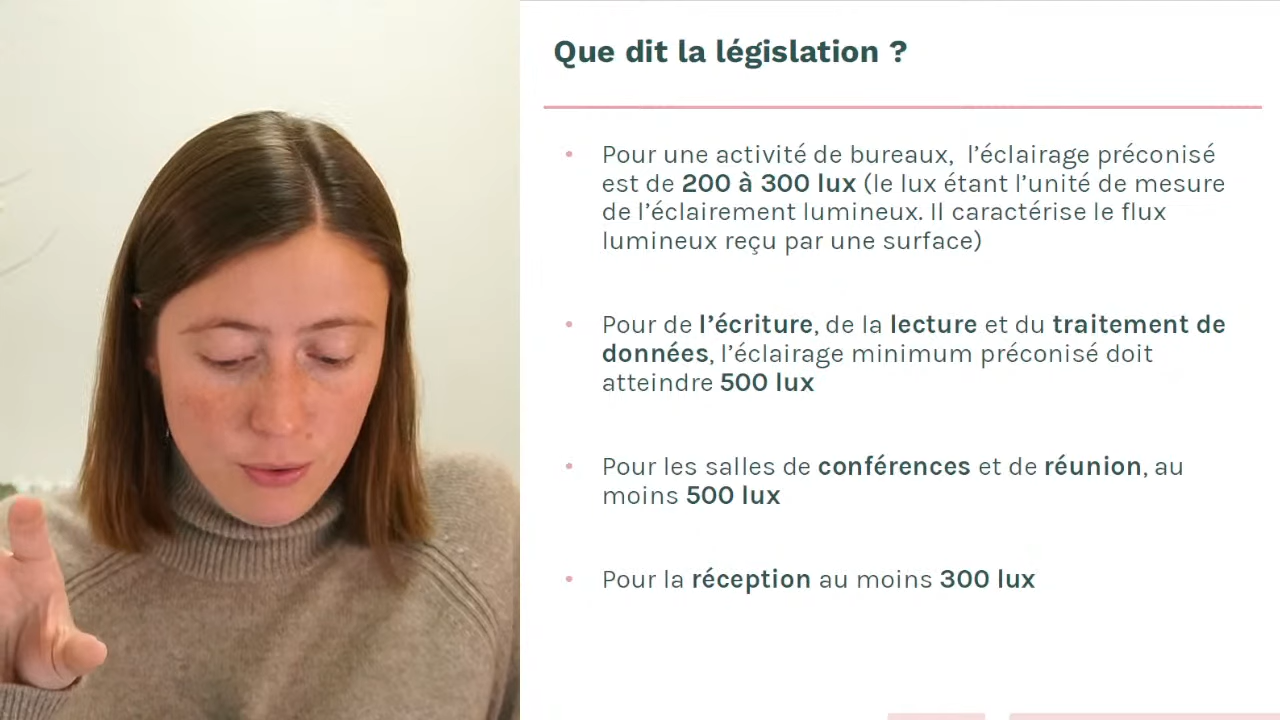 Que dit la législation ?
• Pour une activité de bureaux,  l’éclairage préconisé
est de 200 à 300 lux (le lux étant l’unité de mesure
de l’éclairement lumineux. Il caractérise le flux
lumineux reçu par une surface)
• Pour de l’écriture, de la lecture et du traitement de
données, l’éclairage minimum préconisé doit
atteindre 500 lux
• Pour les salles de conférences et de réunion, au
moins 500 lux
• Pour la réception au moins 300 lux